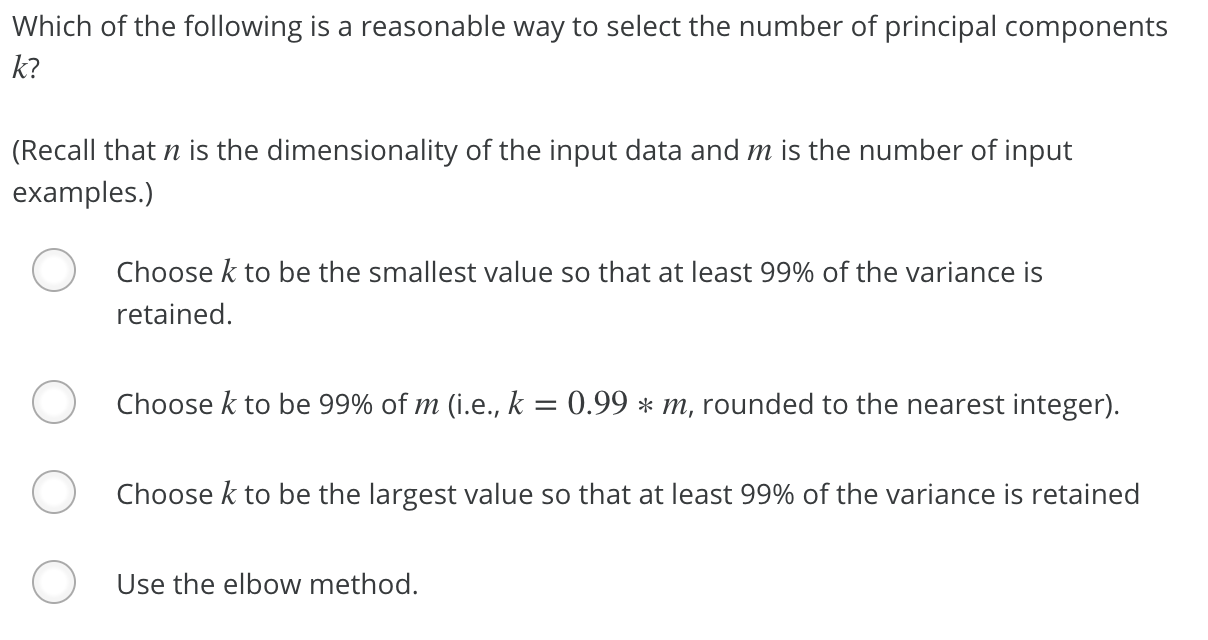 Which of the following is a reasonable way to select the number of principal components
k?
(Recall that n is the dimensionality of the input data and m is the number of input
examples.)
Choose k to be the smallest value so that at least 99% of the variance is
retained.
Choose k to be 99% of m (i.e., k = 0.99 ∗ m, rounded to the nearest integer).
Choose k to be the largest value so that at least 99% of the variance is retained
Use the elbow method.